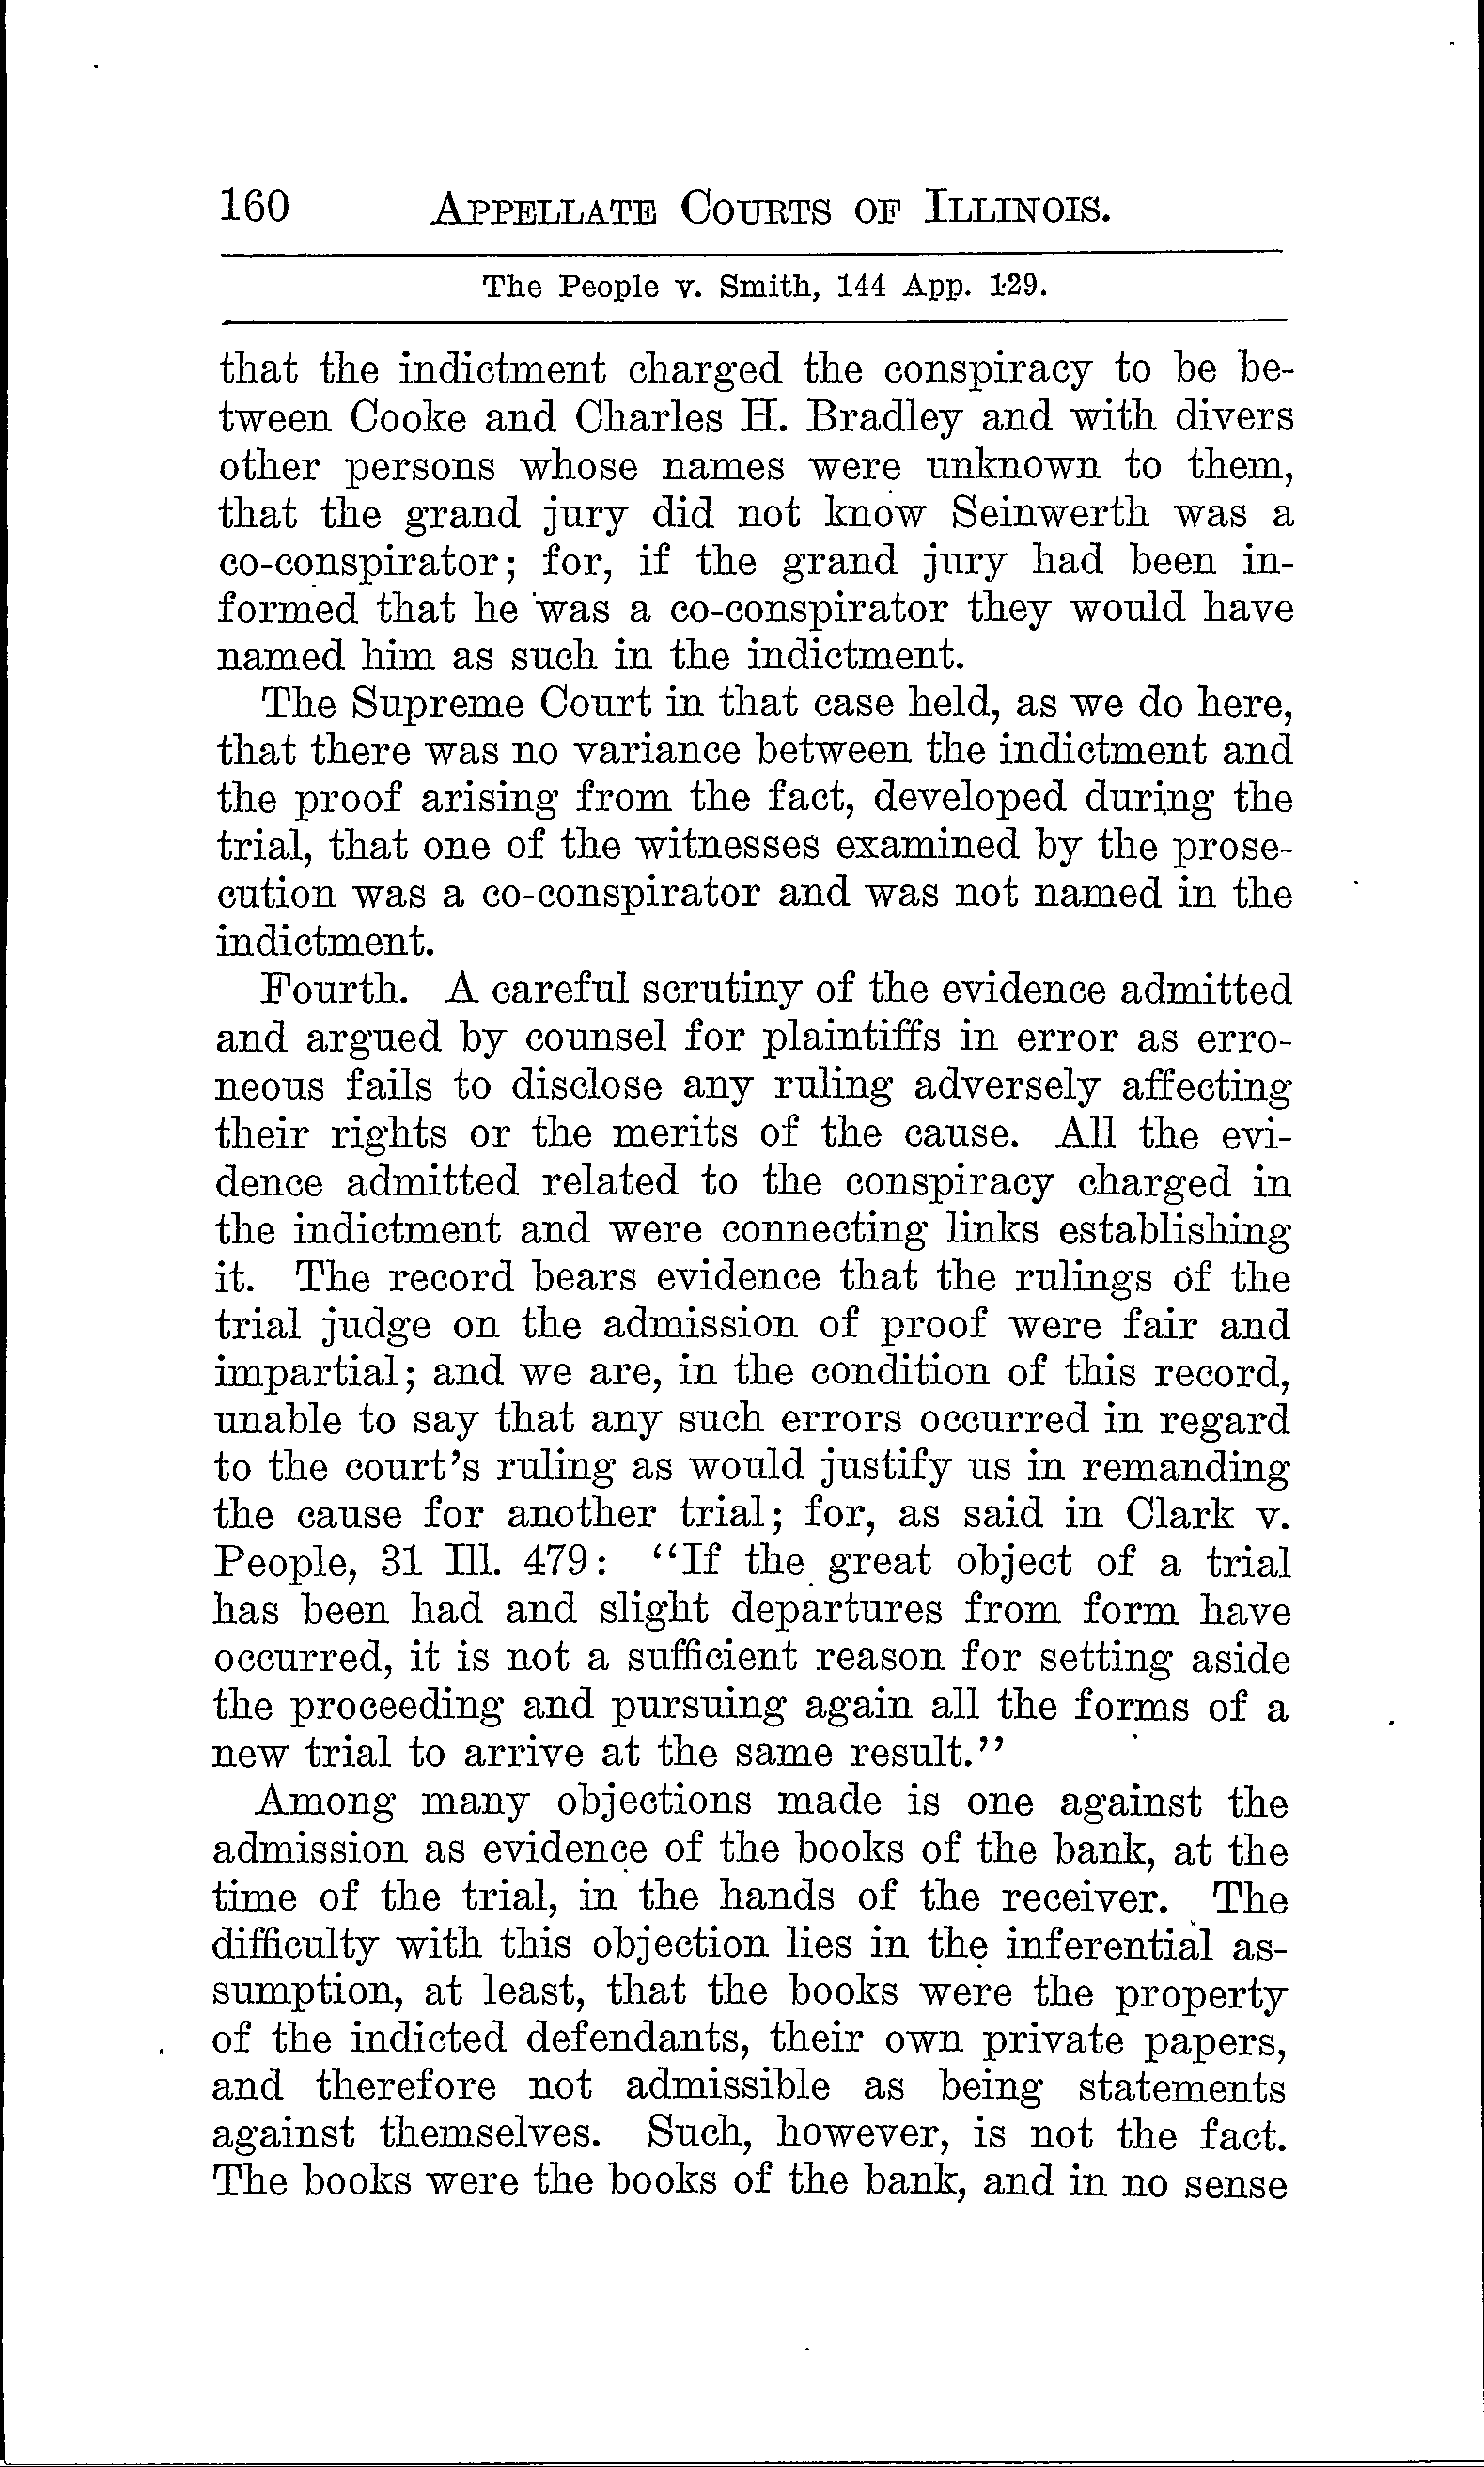 160 APPELLATE COURTS OF ILLINOIS.
The People v. Smith, 144 App. 129.
that the indictment charged the conspiracy to be be-
tween Cooke and Charles H. Bradley and with divers
other persons whose names were unknown to them,
that the grand jury did not know Seinwerth was a
co-conspirator; for, if the grand jury had been in-
formed that he was a co-conspirator they would have
named him as such in the indictment.
The Supreme Court in that case held, as we do here,
that there was no variance between the indictment and
the proof arising from the fact, developed during the
trial, that one of the witnesses examined by the prose-
cution was a co-conspirator and was not named in the
indictment.
Fourth. A careful scrutiny of the evidence admitted
and argued by counsel for plaintiffs in error as erro-
neous fails to disclose any ruling adversely affecting
their rights or the merits of the cause. All the evi-
dence admitted related to the conspiracy charged in
the indictment and were connecting links establishing
it. The record bears evidence that the rulings of the
trial judge on the admission of proof were fair and
impartial; and we are, in the condition of this record,
unable to say that any such errors occurred in regard
to the court's ruling as would justify us in remanding
the cause for another trial; for, as said in Clark v.
People, 31 Ill. 479: "If the great object of a trial
has been had and slight departures from form have
occurred, it is not a sufficient reason for setting aside
the proceeding and pursuing again all the forms of a
new trial to arrive at the same result."
Among many objections made is one against the
admission as evidence of the books of the bank, at the
time of the trial, in the hands of the receiver. The
difficulty with this objection lies in the inferential as-
sumption, at least, that the books were the property
of the indicted defendants, their own private papers,
and therefore not admissible as being statements
against themselves. Such, however, is not the fact.
The books were the books of the bank, and in no sense